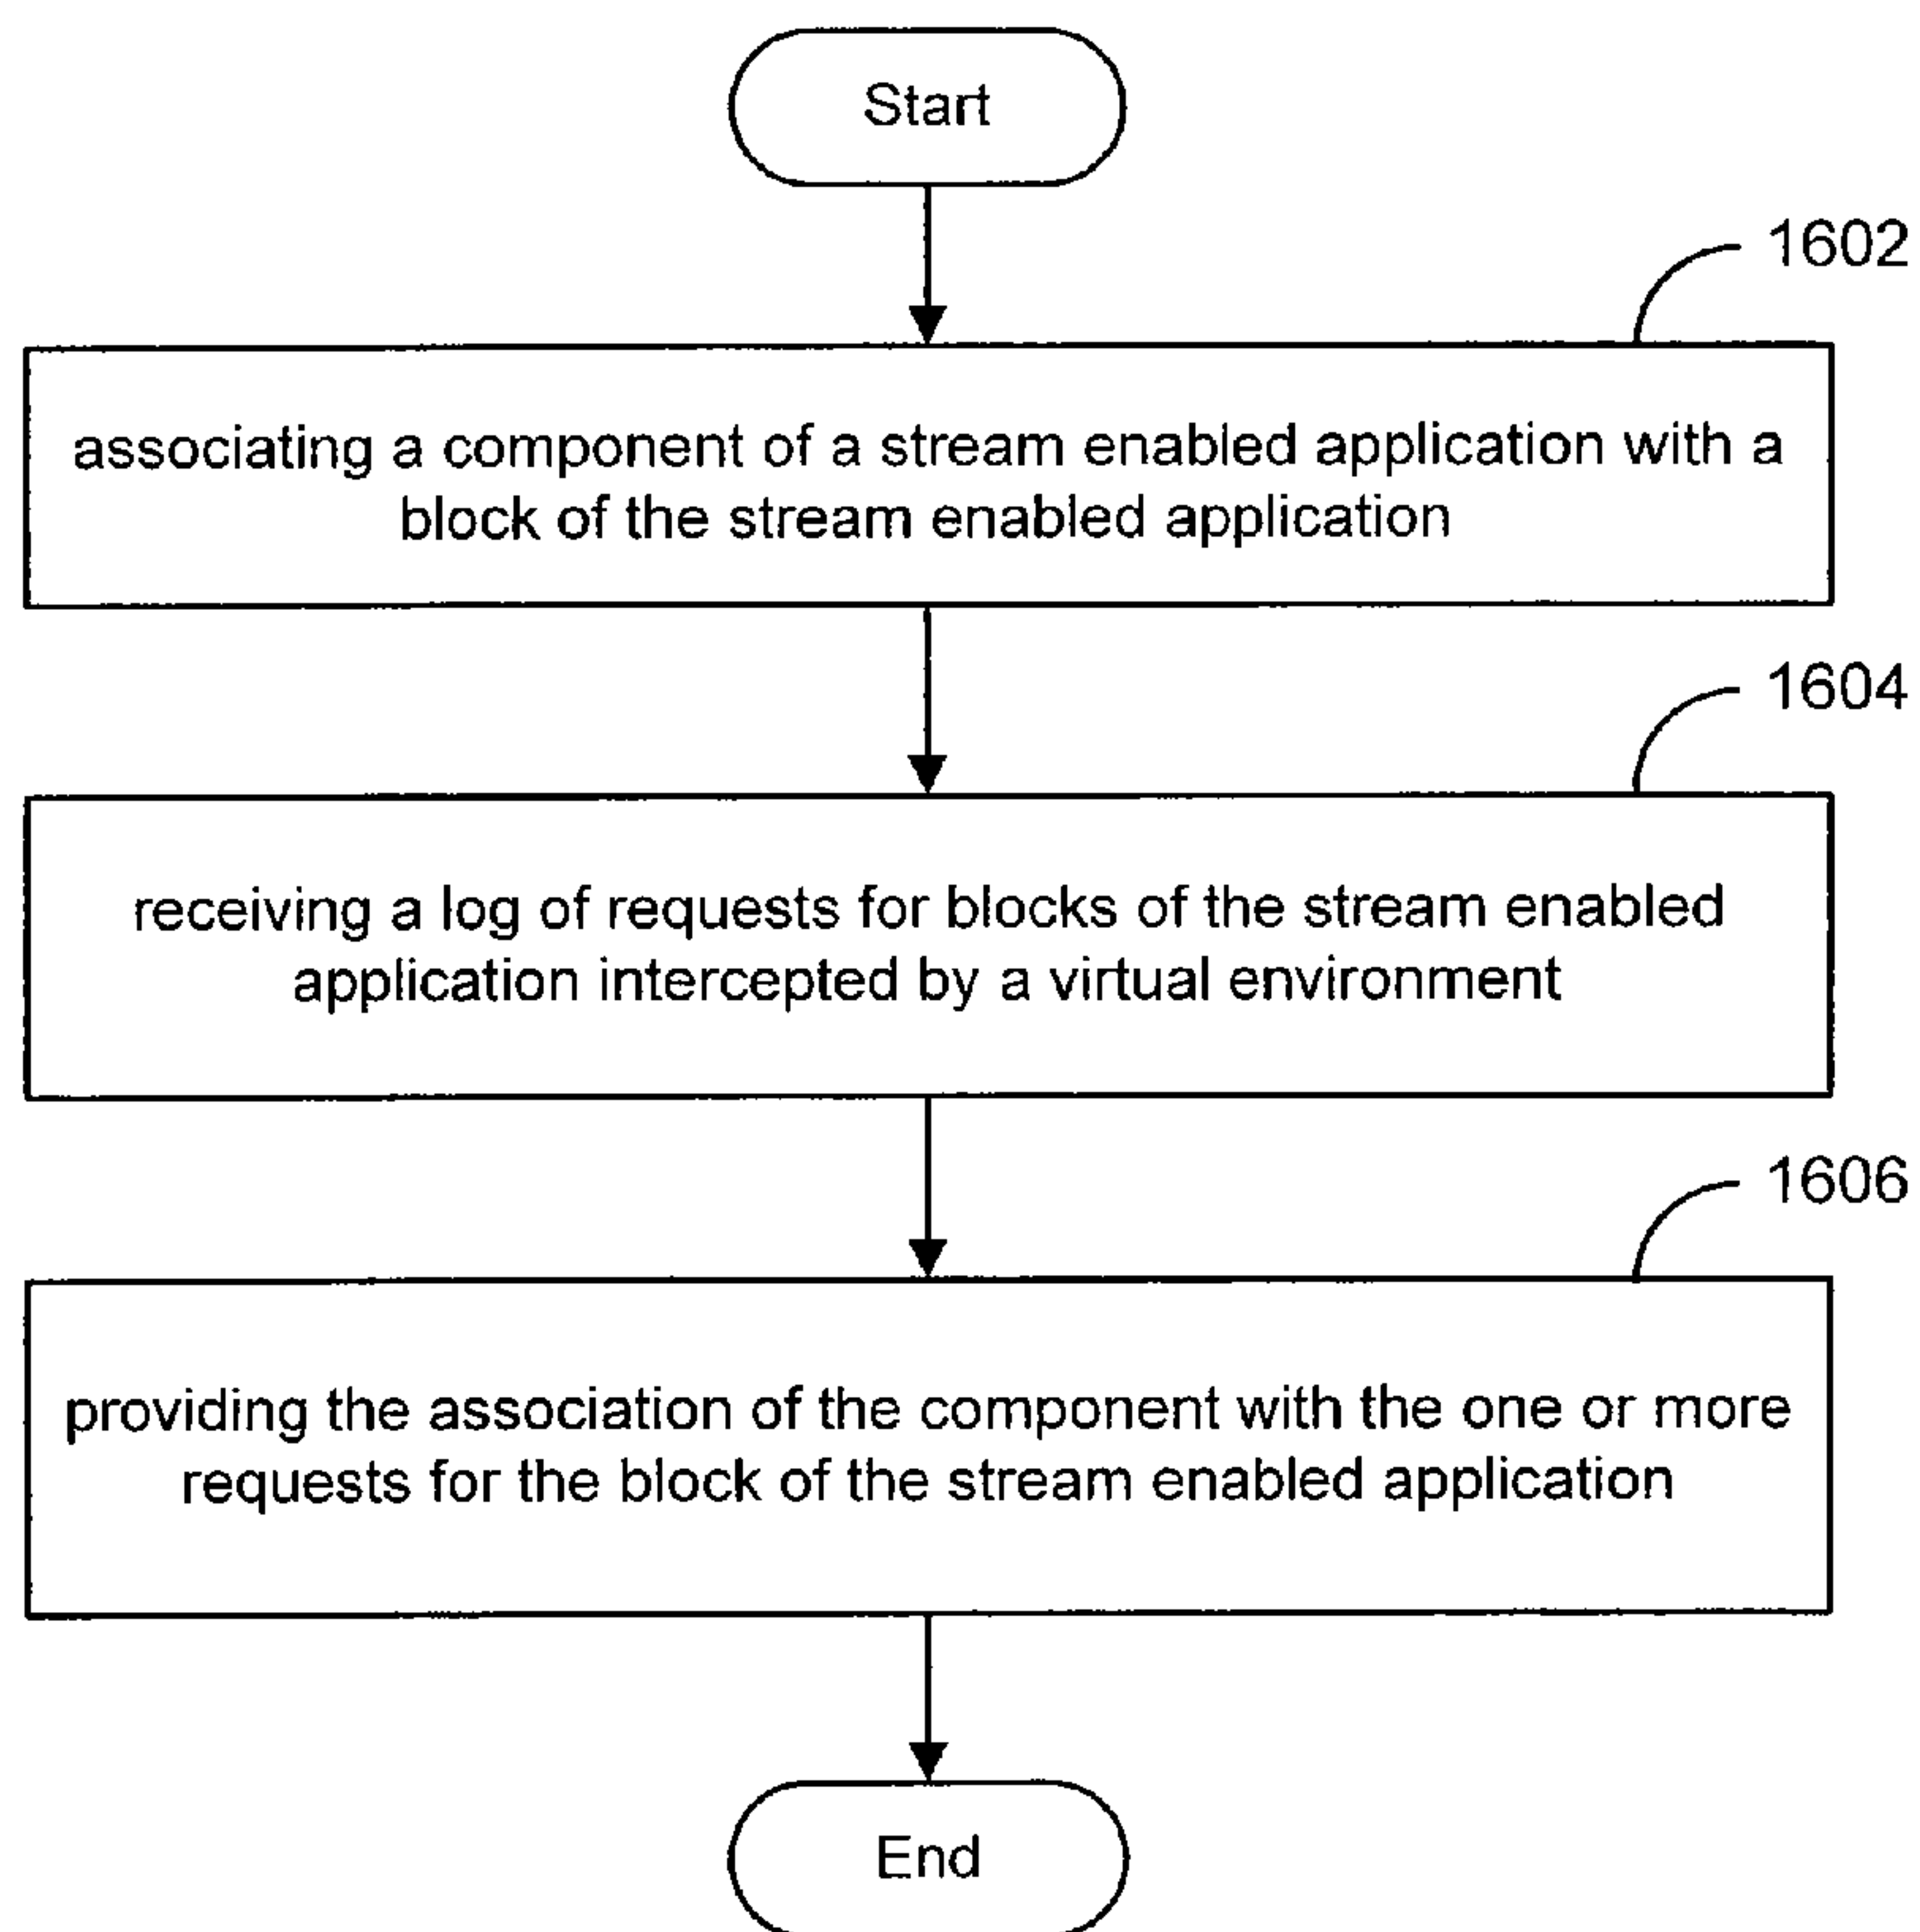 Start
1602
associating a component of a stream enabled application with a
block of the stream enabled application
1604
receiving a log of requests for blocks of the stream enabled
application intercepted by a virtual environment
1606
providing the association of the component with the one or more
requests for the block of the stream enabled application
End